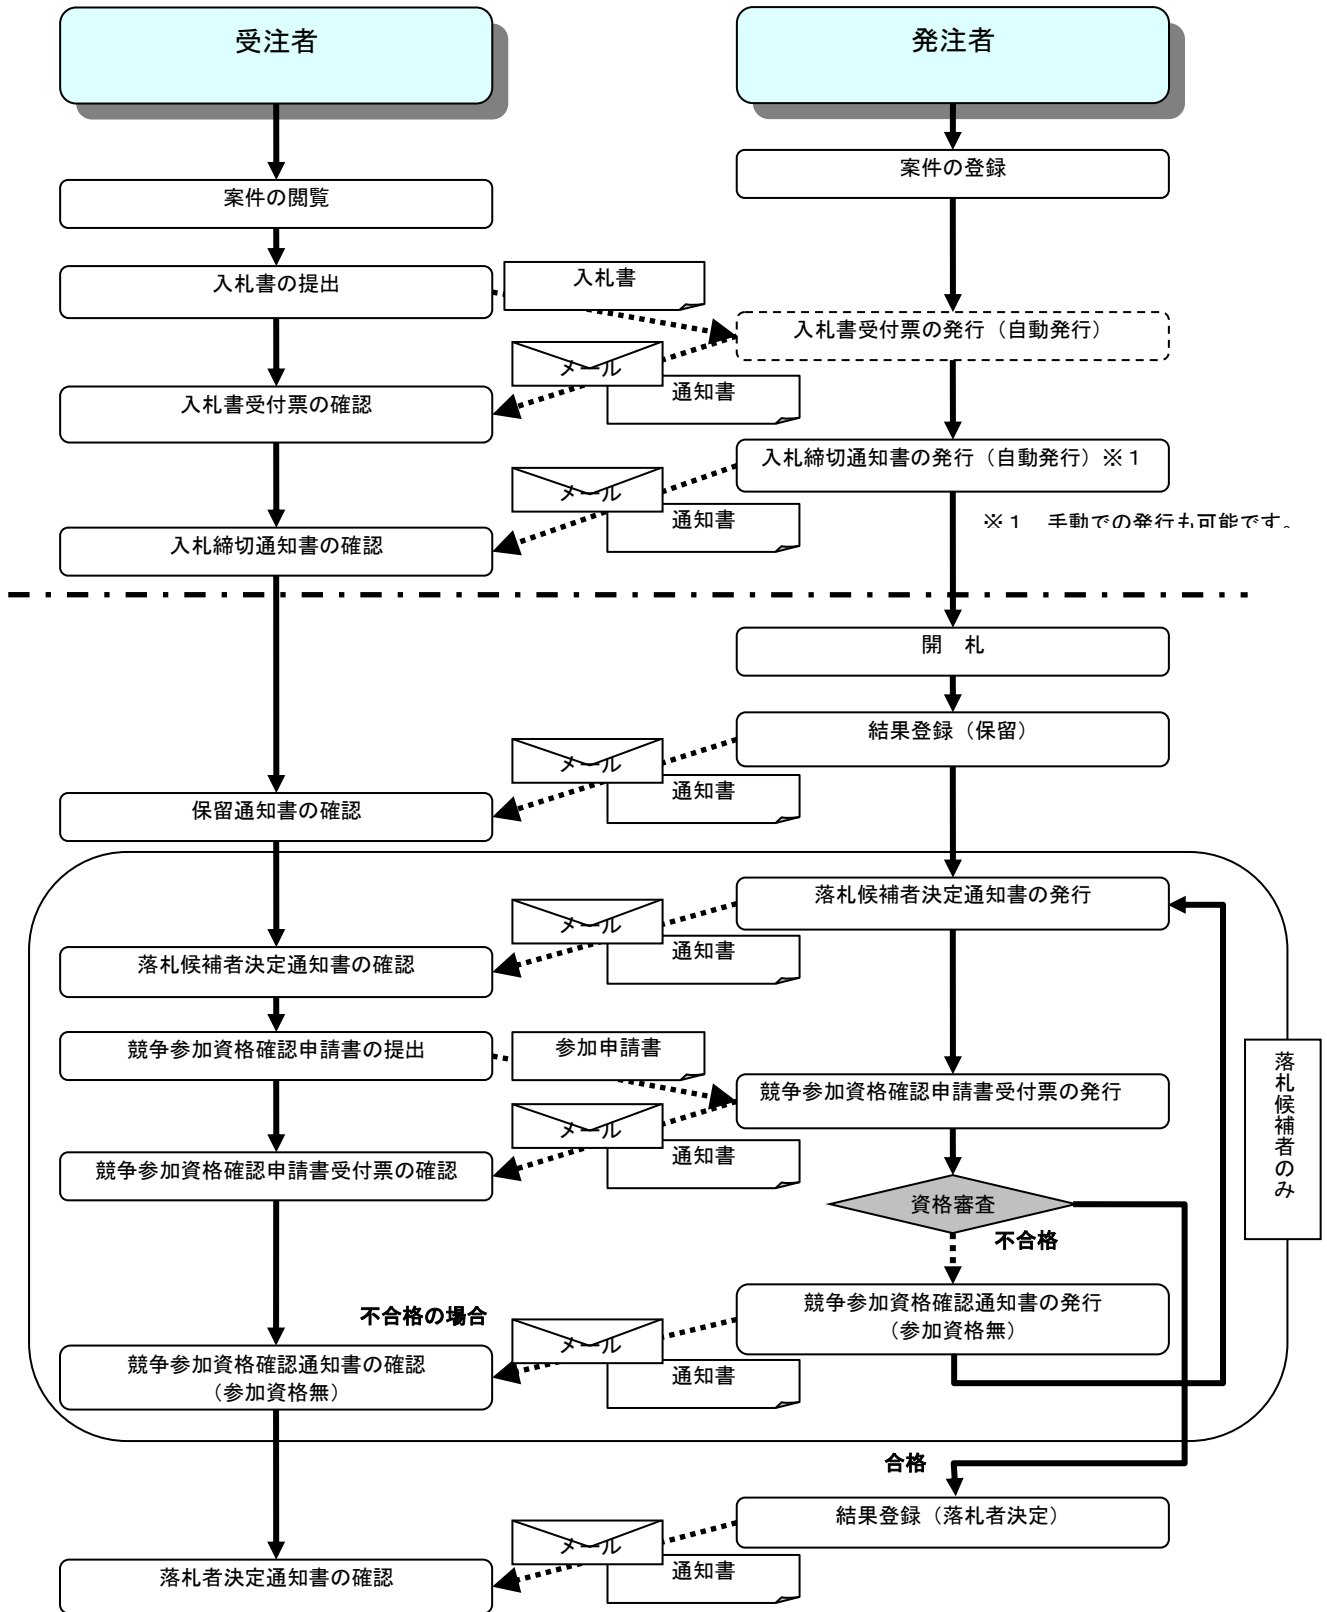 受注者
発注者
案件の登録
案件の閲覧
入札書の提出
入札書
入札書受付票の発行（自動発行）
メール
通知書
入札書受付票の確認
入札締切通知書の発行（自動発行）※１
メール
通知書
※１　手動での発行も可能です。
入札締切通知書の確認
開　札
結果登録（保留）
メール
通知書
保留通知書の確認
落札候補者決定通知書の発行
メール
通知書
落札候補者決定通知書の確認
競争参加資格確認申請書の提出
参加申請書
競争参加資格確認申請書受付票の発行
メール
通知書
競争参加資格確認申請書受付票の確認
落札候補者のみ
資格審査
不合格
競争参加資格確認通知書の発行
（参加資格無）
不合格の場合
メール
通知書
競争参加資格確認通知書の確認
（参加資格無）
合格
結果登録（落札者決定）
メール
通知書
落札者決定通知書の確認